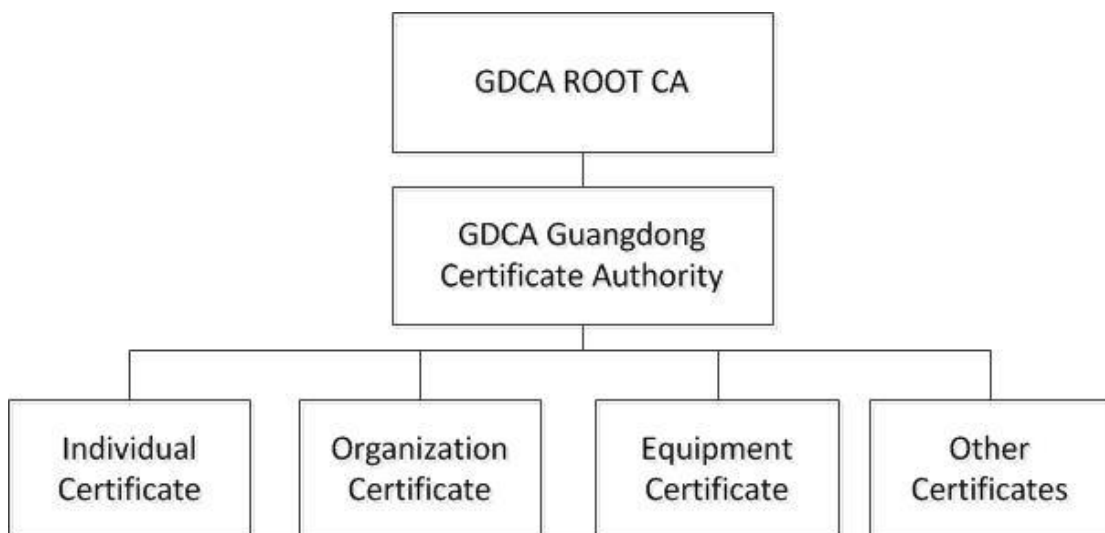 GDCA ROOT CA
GDCA Guangdong
Certificate Authority
Individual
Certificate
Organization
Certificate
Equipment
Certificate
Other
Certificates